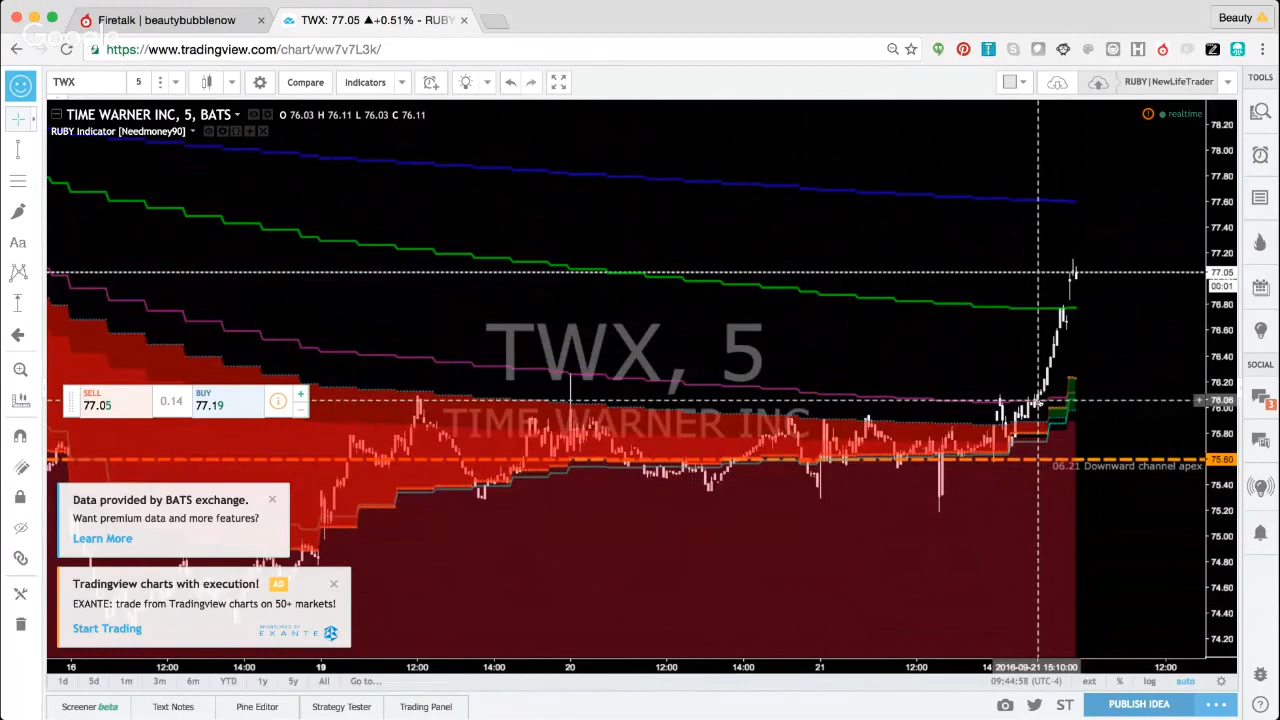 Firetalk | beautybubblenow
TWX: 77.05 ▲+0.51% - RUBY
Beauty
Google
https://www.tradingview.com/chart/ww7v7L3k/
TWX
5
Compare
Indicators
RUBY|NewLifeTrader
TOOLS
TIME WARNER INC, 5, BATS
O 76.03 H 76.11 L 76.03 C 76.11
realtime
RUBY Indicator [Needmoney90]
78.20
78.00
77.80
77.60
77.40
77.20
77.05
00:01
76.80
76.60
76.40
76.20
76.06
76.00
75.80
75.60
75.40
75.20
75.00
74.80
74.60
74.40
74.20
TWX, 5
TIME WARNER INC
SELL
77.05
0.14
BUY
77.19
06.21 Downward channel apex
SOCIAL
3
Data provided by BATS exchange.
Want premium data and more features?
Learn More
Tradingview charts with execution! AD
EXANTE: trade from Tradingview charts on 50+ markets!
Start Trading
SPONSORED BY
EXANTE
16
12:00
14:00
19
12:00
14:00
20
12:00
14:00
21
12:00
14
2016-09-21 15:10:00
12:00
1d 5d 1m 3m 6m YTD 1y 5y All Go to...
09:44:58 (UTC-4)
ext % log auto
Screener beta
Text Notes
Pine Editor
Strategy Tester
Trading Panel
ST
PUBLISH IDEA